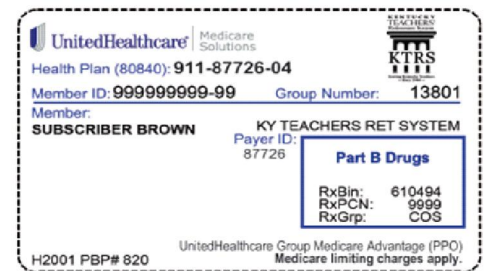 KENTUCKY
TEACHERS'
KTRS
UnitedHealthcare Medicare Solutions
Health Plan (80840): 911-87726-04
Member ID: 999999999-99 Group Number: 13801
Member:
SUBSCRIBER BROWN KY TEACHERS RET SYSTEM
Payer ID:
87726
Part B Drugs
RxBin: 610494
RxPCN: 9999
RxGrp: COS
UnitedHealthcare Group Medicare Advantage (PPO)
H2001 PBP# 820 Medicare limiting charges apply.